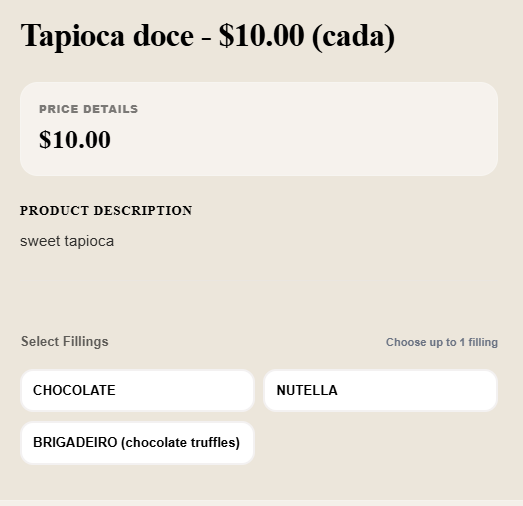 Tapioca doce - $10.00 (cada)
PRICE DETAILS
$10.00
PRODUCT DESCRIPTION
sweet tapioca
Select Fillings
Choose up to 1 filling
CHOCOLATE
NUTELLA
BRIGADEIRO (chocolate truffles)